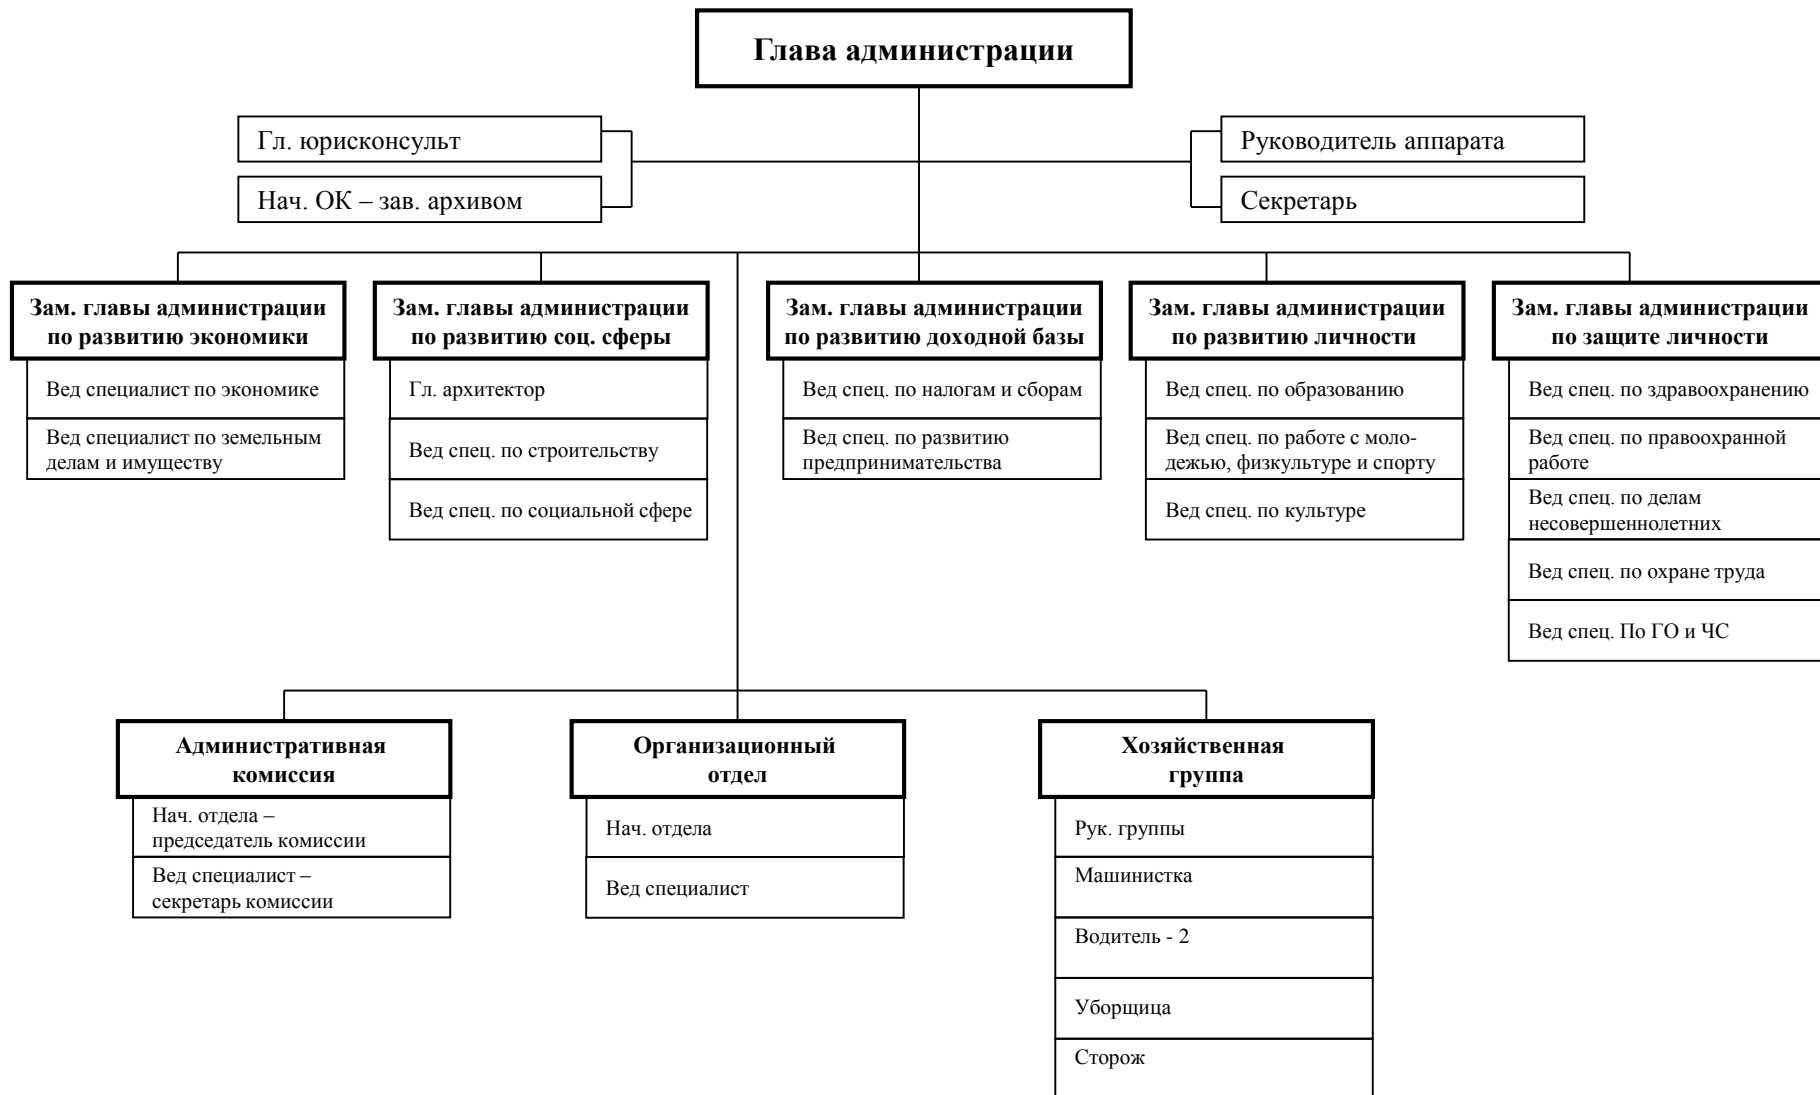 Глава администрации
Гл. юрисконсульт
Нач. ОК – зав. архивом
Руководитель аппарата
Секретарь
Зам. главы администрации
по развитию экономики
Вед специалист по экономике
Вед специалист по земельным
делам и имуществу
Зам. главы администрации
по развитию соц. сферы
Гл. архитектор
Вед спец. по строительству
Вед спец. по социальной сфере
Зам. главы администрации
по развитию доходной базы
Вед спец. по налогам и сборам
Вед спец. по развитию
предпринимательства
Зам. главы администрации
по развитию личности
Вед спец. по образованию
Вед спец. по работе с моло-
дежью, физкультуре и спорту
Вед спец. по культуре
Зам. главы администрации
по защите личности
Вед спец. по здравоохранению
Вед спец. по правоохранной
работе
Вед спец. по делам
несовершеннолетних
Вед спец. по охране труда
Вед спец. По ГО и ЧС
Административная
комиссия
Нач. отдела –
председатель комиссии
Вед специалист –
секретарь комиссии
Организационный
отдел
Нач. отдела
Вед специалист
Хозяйственная
группа
Рук. группы
Машинистка
Водитель - 2
Уборщица
Сторож